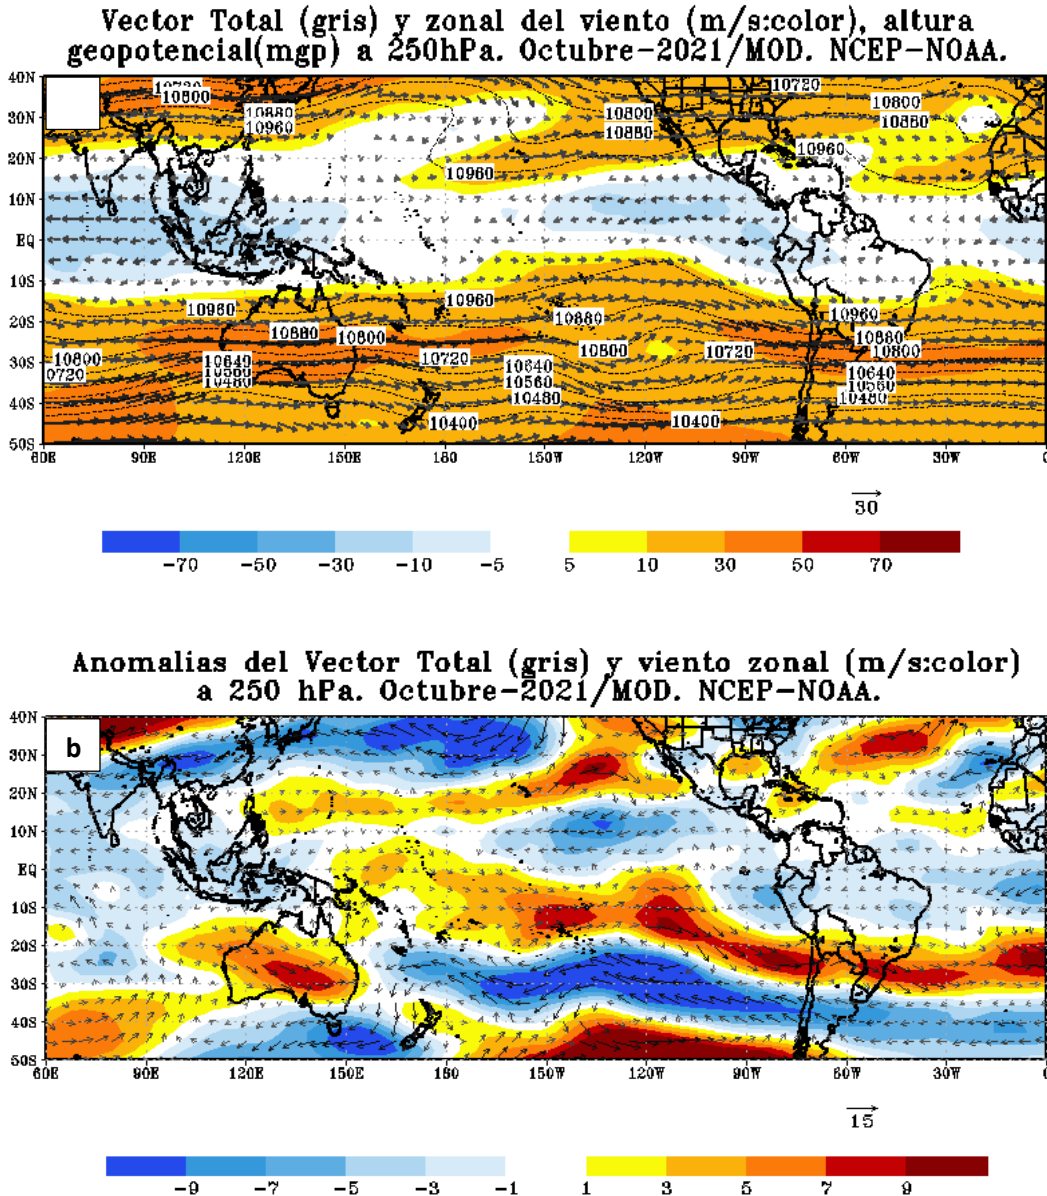 Vector Total (gris) y zonal del viento (m/s:color), altura
geopotencial(mgp) a 250hPa. Octubre-2021/MOD. NCEP-NOAA.
40N
10720 10720
10800 10800 10800
30N 10880 10880 10880
10960
20N 10960 10960
10N
EQ
10S
10960 10960 10960
20S 10880 10880 10880
10800 10800 10800
30S 10800 10640 10720 10640 10720 10640
10720 10560 10560 10560
40S 10480 10480 10480
10400 10400
50S
60E 90E 120E 150E 180 150W 120W 90W 60W 30W 0
30
-70 -50 -30 -10 -5 5 10 30 50 70
Anomalias del Vector Total (gris) y viento zonal (m/s:color)
a 250 hPa. Octubre-2021/MOD. NCEP-NOAA.
40N
b
30N
20N
10N
EQ
10S
20S
30S
40S
50S
60E 90E 120E 150E 180 150W 120W 90W 60W 30W 0
15
-9 -7 -5 -3 -1 1 3 5 7 9